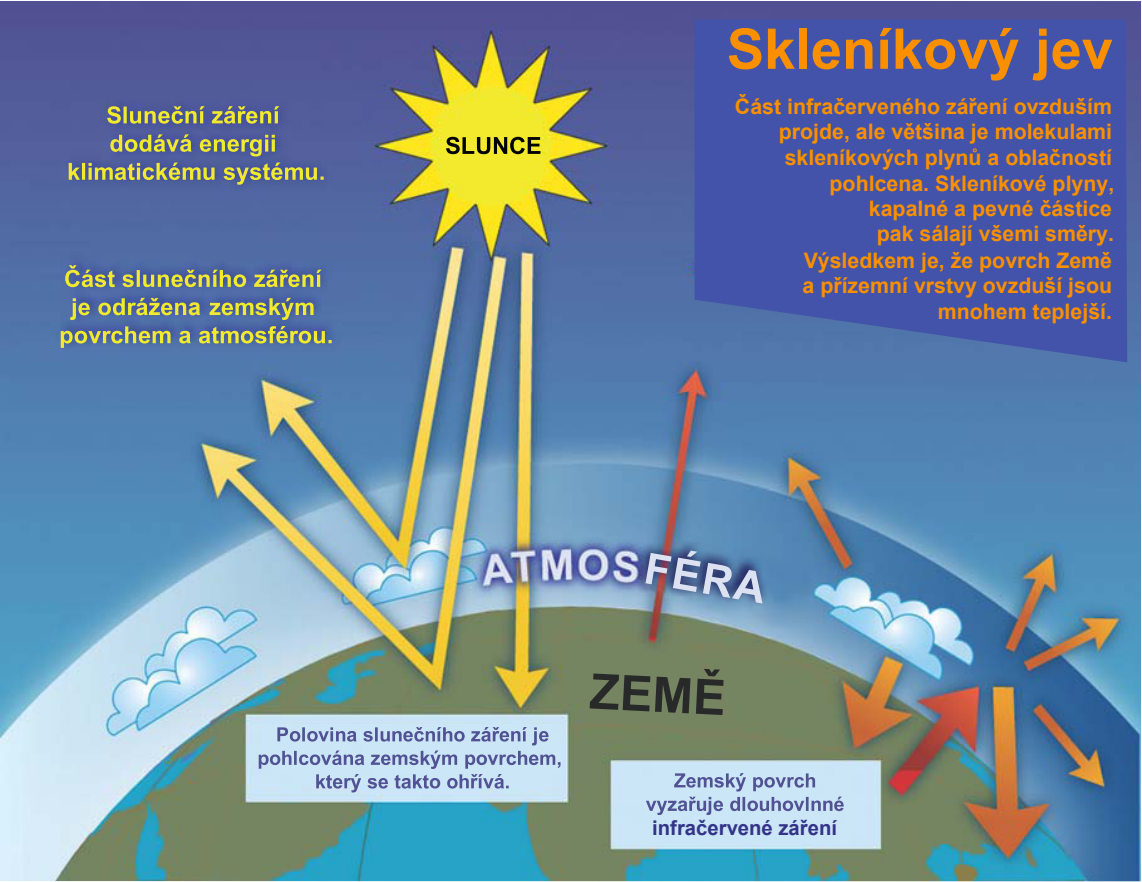 Skleníkový jev
Část infračerveného záření ovzduším
projde, ale většina je molekulami
skleníkových plynů a oblačností
pohlcena. Skleníkové plyny,
kapalné a pevné částice
pak sálají všemi směry.
Výsledkem je, že povrch Země
a přízemní vrstvy ovzduší jsou
mnohem teplejší.
Sluneční záření
dodává energii
klimatickému systému.
SLUNCE
Část slunečního záření
je odrážena zemským
povrchem a atmosférou.
ATMOSFÉRA
ZEMĚ
Polovina slunečního záření je
pohlcována zemským povrchem,
který se takto ohřívá.
Zemský povrch
vyzařuje dlouhovlnné
infračervené záření